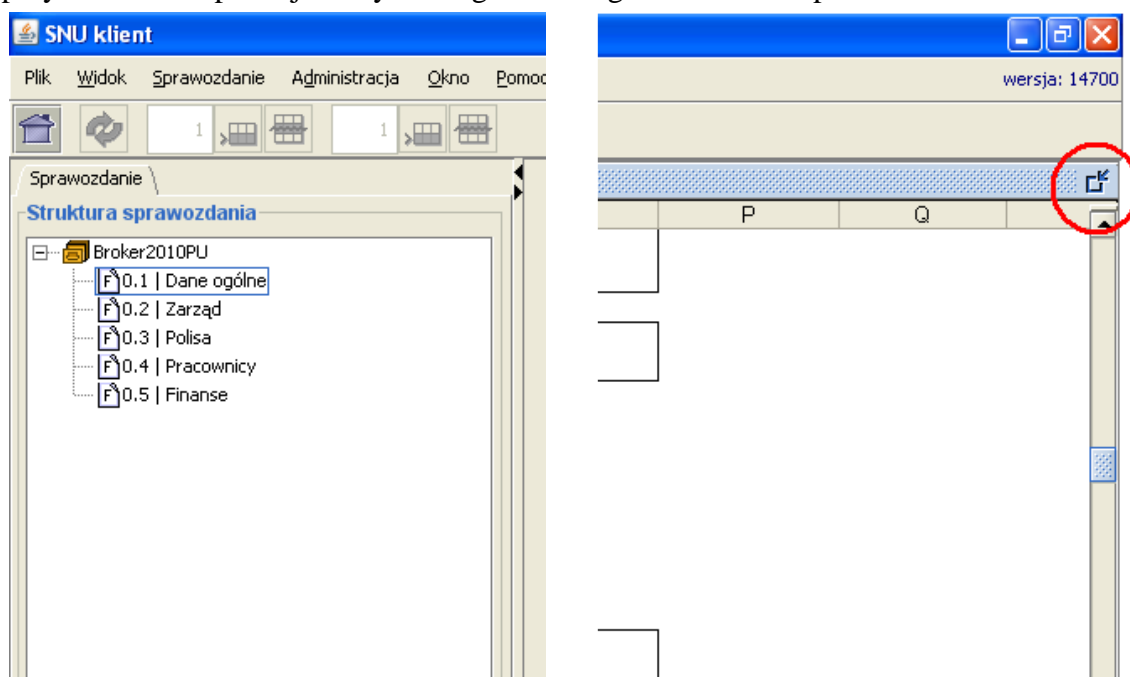 SNU klient
Plik Widok Sprawozdanie Administracja Okno Pomoc
wersja: 14700
1 1
Sprawozdanie
Struktura sprawozdania
P Q
Broker2010PU
F 0.1 | Dane ogólne
F 0.2 | Zarząd
F 0.3 | Polisa
F 0.4 | Pracownicy
F 0.5 | Finanse